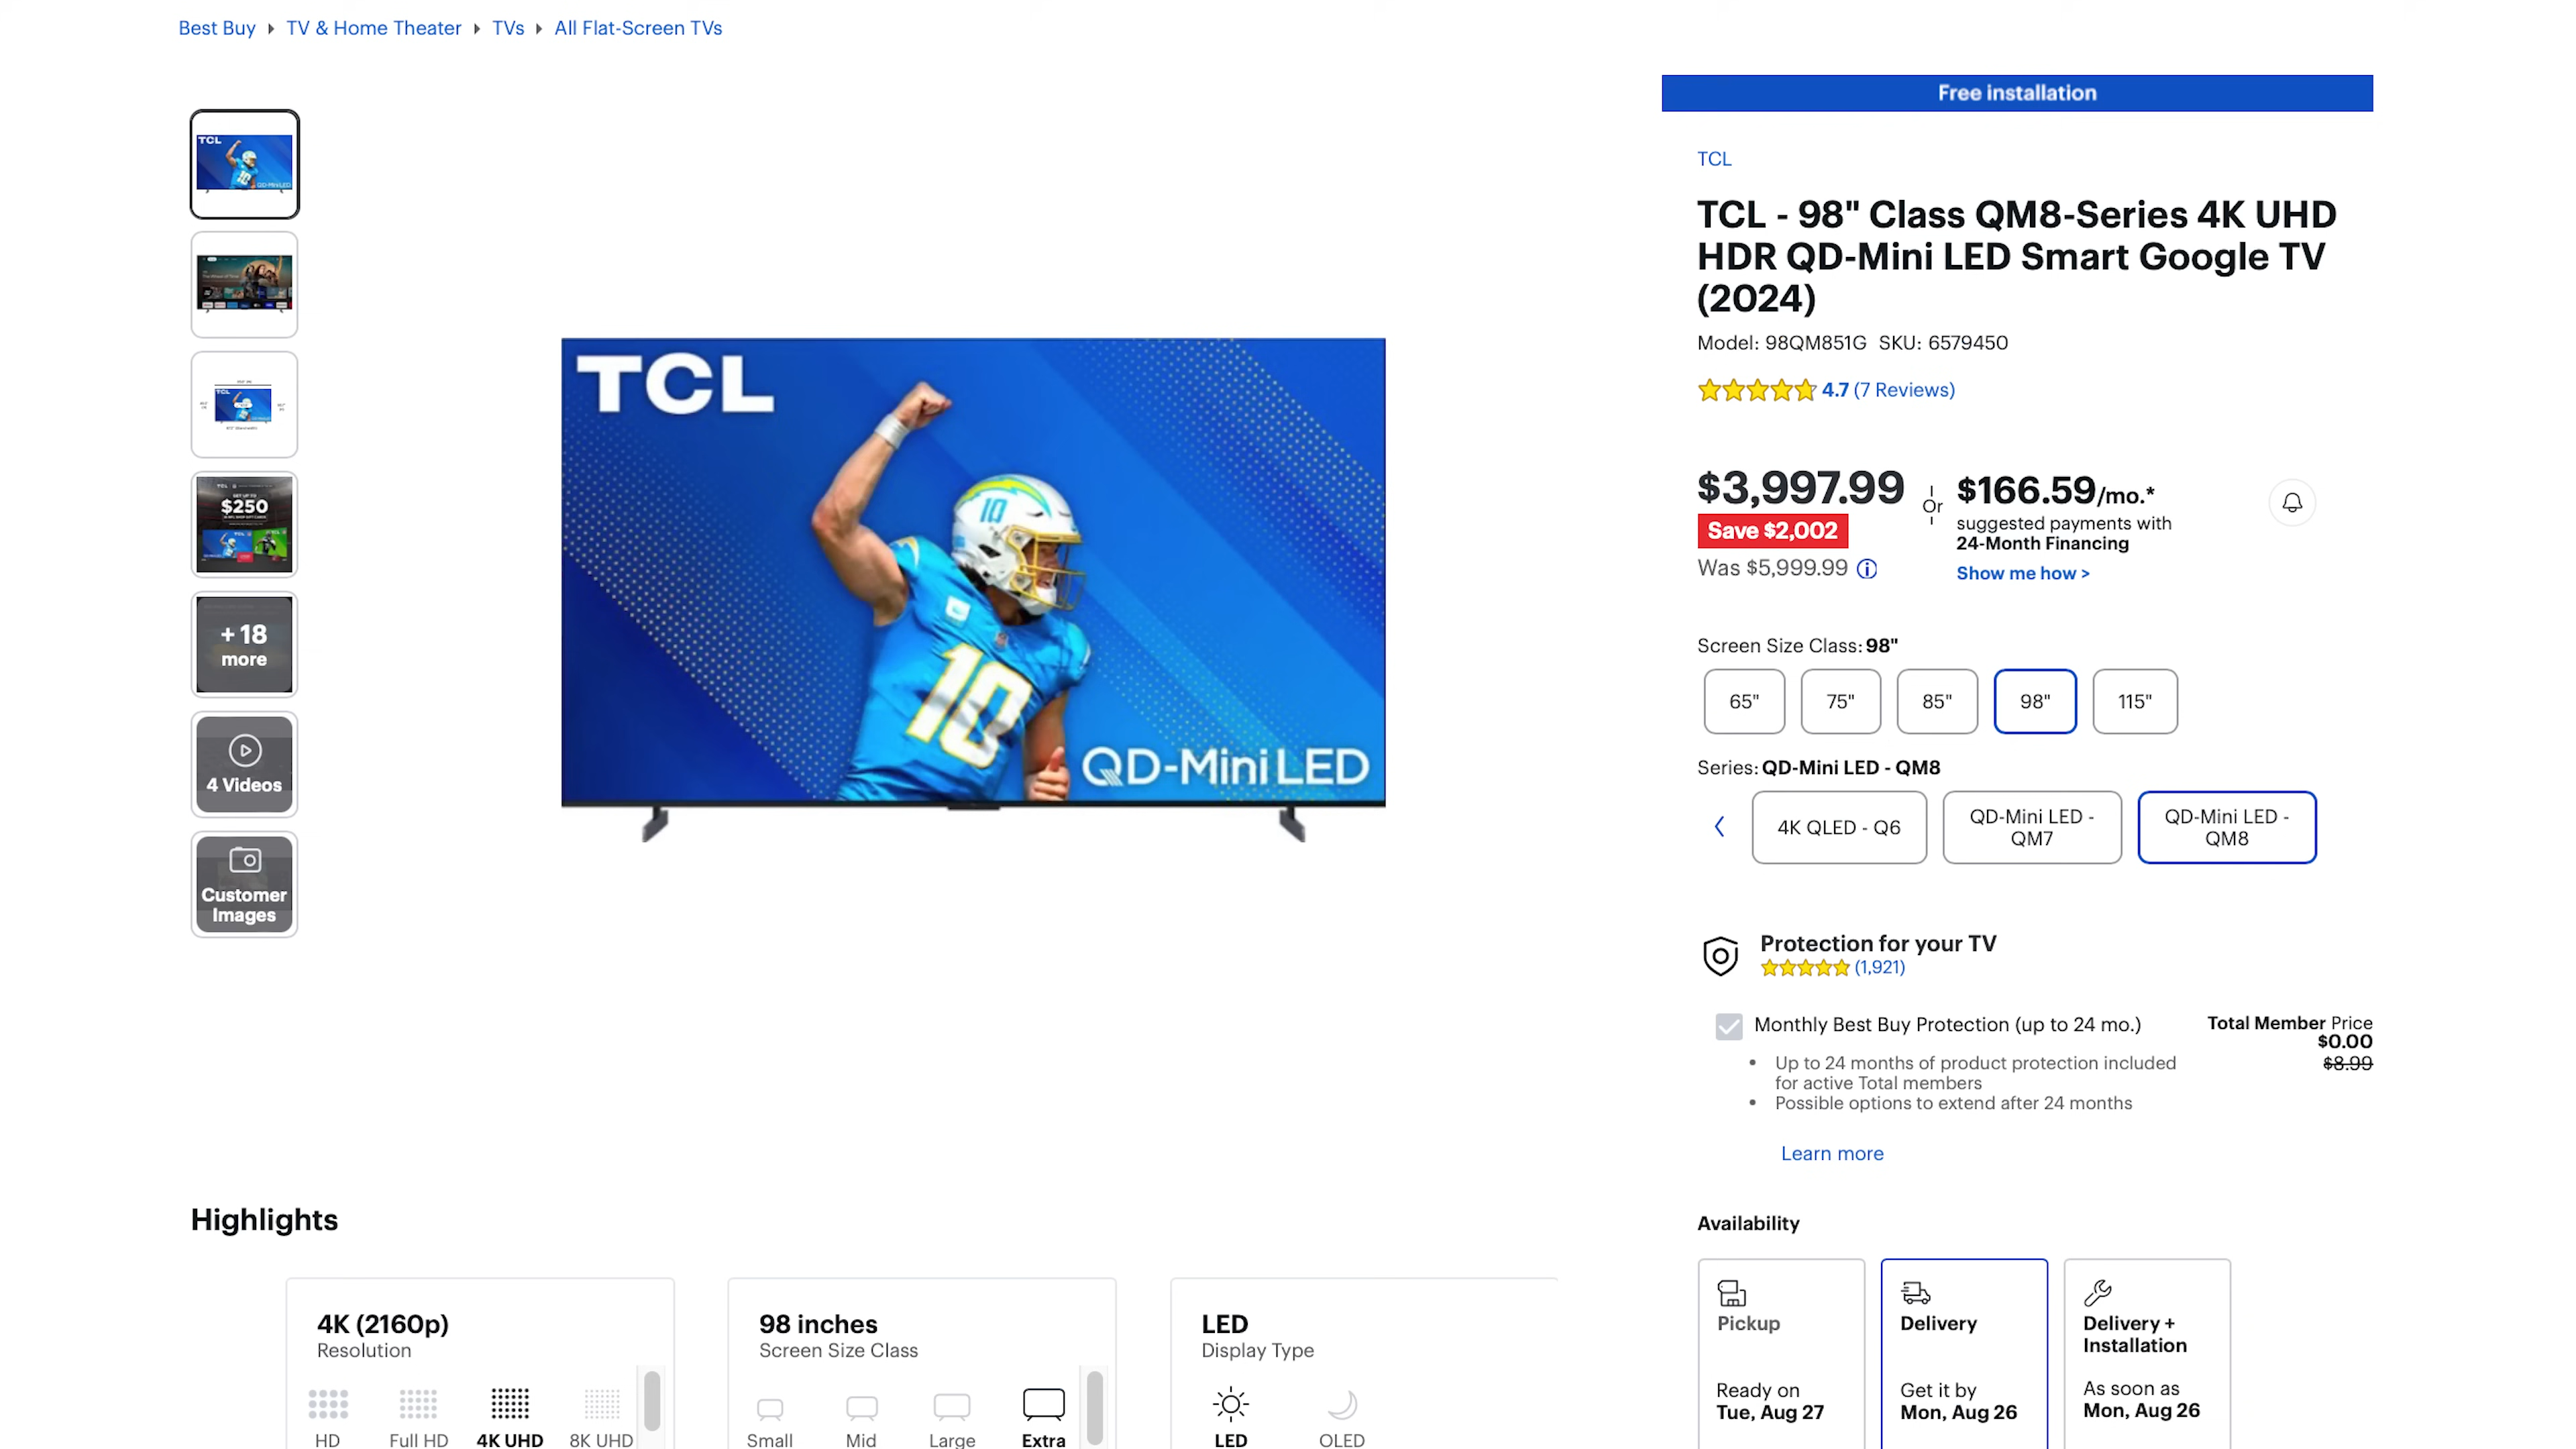 Best Buy
TV & Home Theater
TVs
All Flat-Screen TVs
Free installation
TCL
TCL - 98" Class QM8-Series 4K UHD
HDR QD-Mini LED Smart Google TV
(2024)
Model: 98QM851G SKU: 6579450
4.7 (7 Reviews)
$3,997.99
Save $2,002
Was $5,999.99
Or
$166.59/mo.*
suggested payments with
24-Month Financing
Show me how >
Screen Size Class: 98"
65"
75"
85"
98"
115"
Series: QD-Mini LED - QM8
4K QLED - Q6
QD-Mini LED -
QM7
QD-Mini LED -
QM8
Protection for your TV
(1,921)
Monthly Best Buy Protection (up to 24 mo.)
Total Member Price
$0.00
$8.99
Up to 24 months of product protection included
for active Total members
Possible options to extend after 24 months
Learn more
Availability
Pickup
Ready on
Tue, Aug 27
Delivery
Get it by
Mon, Aug 26
Delivery +
Installation
As soon as
Mon, Aug 26
TCL
TCL
$250
+ 18
more
4 Videos
Customer
Images
TCL
10
10
QD-Mini LED
Highlights
4K (2160p)
Resolution
HD
Full HD
4K UHD
8K UHD
98 inches
Screen Size Class
Small
Mid
Large
Extra
LED
Display Type
LED
OLED